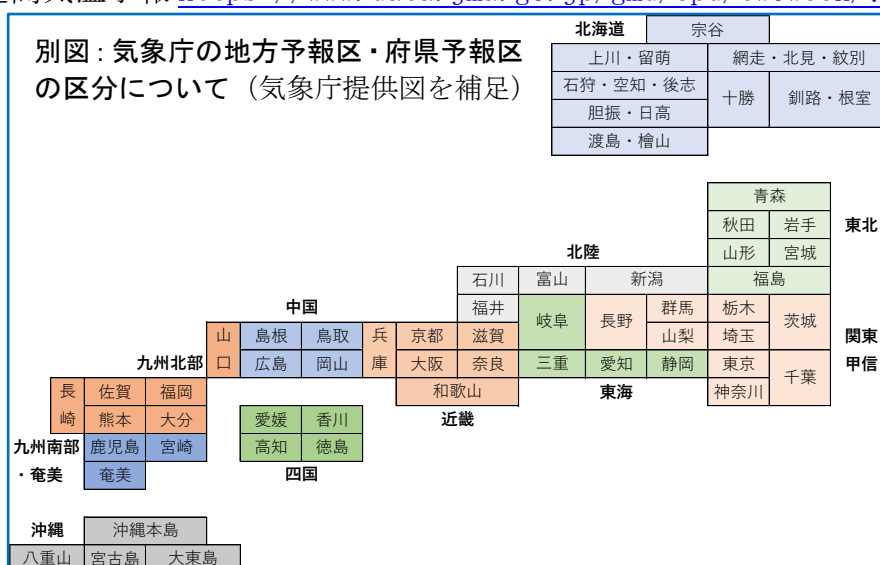 別図：気象庁の地方予報区・府県予報区
の区分について（気象庁提供図を補足）
北海道 宗谷
上川・留萌 網走・北見・紋別
石狩・空知・後志 十勝 釧路・根室
胆振・日高
渡島・檜山
青森
秋田 岩手 東北
山形 宮城
北陸
石川 富山 新潟 福島
中国
福井 岐阜 長野 群馬 栃木 茨城
山口 島根 鳥取 兵庫 京都 滋賀 山梨 埼玉 関東
九州北部 広島 岡山 大阪 奈良 三重 愛知 静岡 東京 千葉 甲信
長崎 佐賀 福岡 和歌山 東海 神奈川
熊本 大分 愛媛 香川 近畿
九州南部 鹿児島 宮崎 高知 徳島
・奄美 奄美 四国
沖縄 沖縄本島
八重山 宮古島 大東島